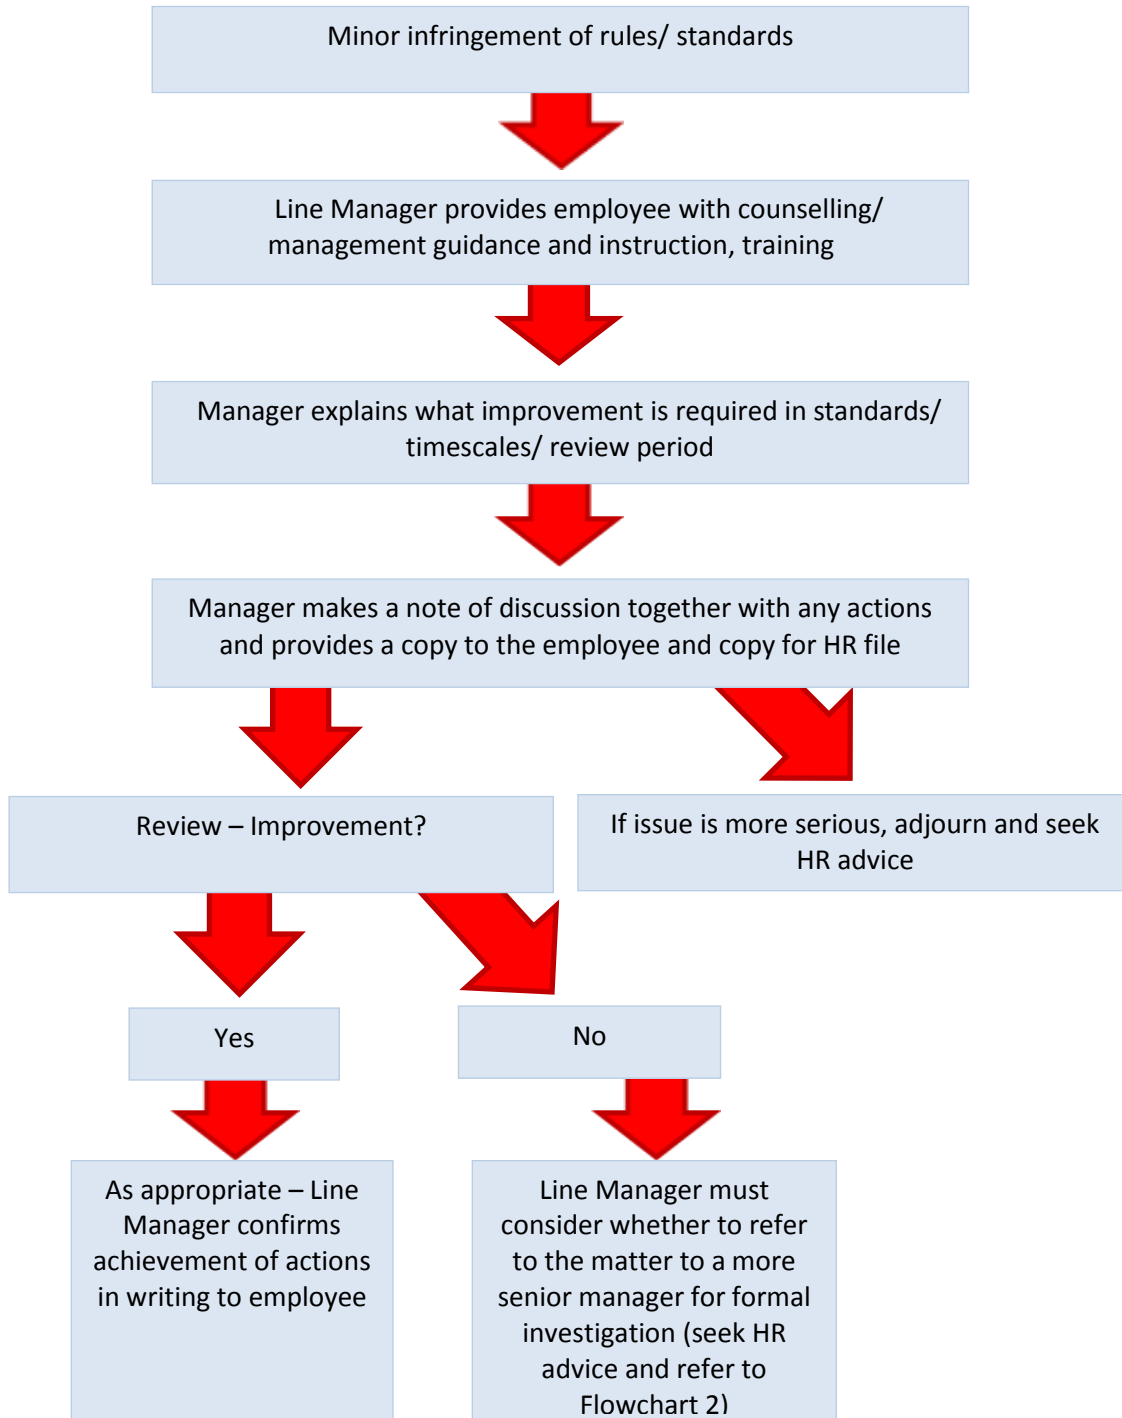 Minor infringement of rules/ standards
Line Manager provides employee with counselling/
management guidance and instruction, training
Manager explains what improvement is required in standards/
timescales/ review period
Manager makes a note of discussion together with any actions
and provides a copy to the employee and copy for HR file
Review – Improvement?
If issue is more serious, adjourn and seek
HR advice
Yes
No
As appropriate – Line
Manager confirms
achievement of actions
in writing to employee
Line Manager must
consider whether to refer
to the matter to a more
senior manager for formal
investigation (seek HR
advice and refer to
Flowchart 2)